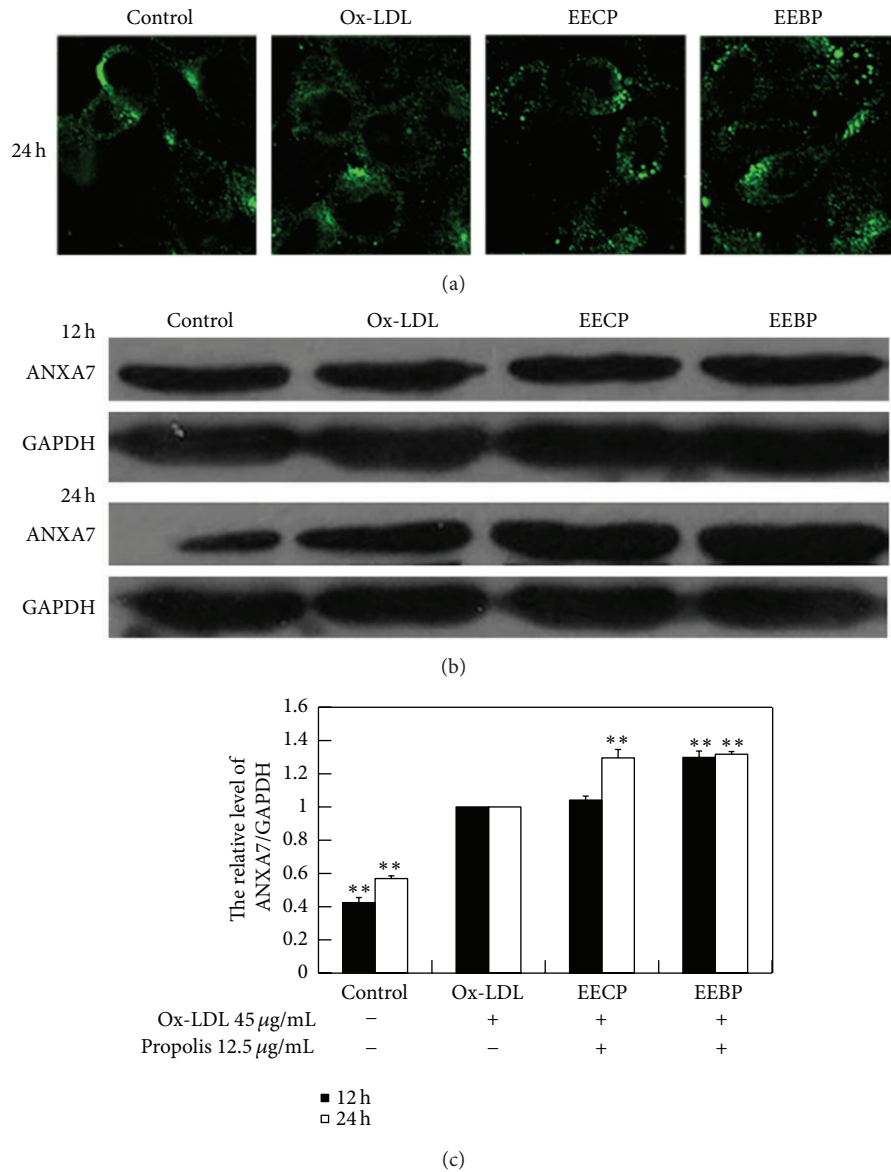 Control Ox-LDL EECP EEBP
24 h
(a)
Control Ox-LDL EECP EEBP
12 h
ANXA7
GAPDH
24 h
ANXA7
GAPDH
(b)
The relative level of
ANXA7/GAPDH
1.6
1.4
1.2
1
0.8
0.6
0.4
0.2
0
** ** ** ** **
Control Ox-LDL EECP EEBP
Ox-LDL 45 µg/mL − + + +
Propolis 12.5 µg/mL − − + +
12 h
24 h
(c)